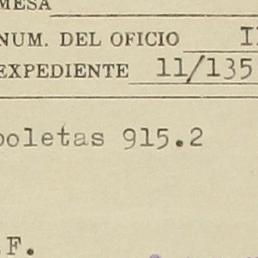 MESA
NUM. DEL OFICIO
EXPEDIENTE 11/135
boletas 915.2
F.